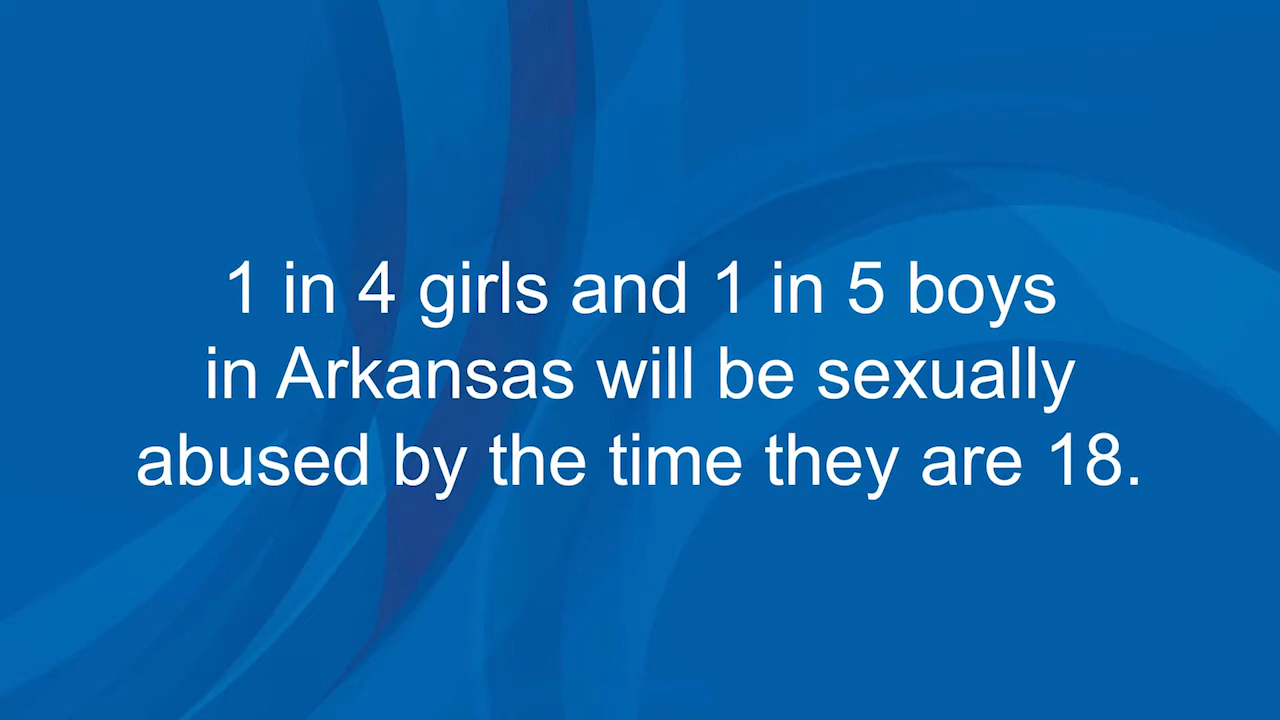 1 in 4 girls and 1 in 5 boys
in Arkansas will be sexually
abused by the time they are 18.